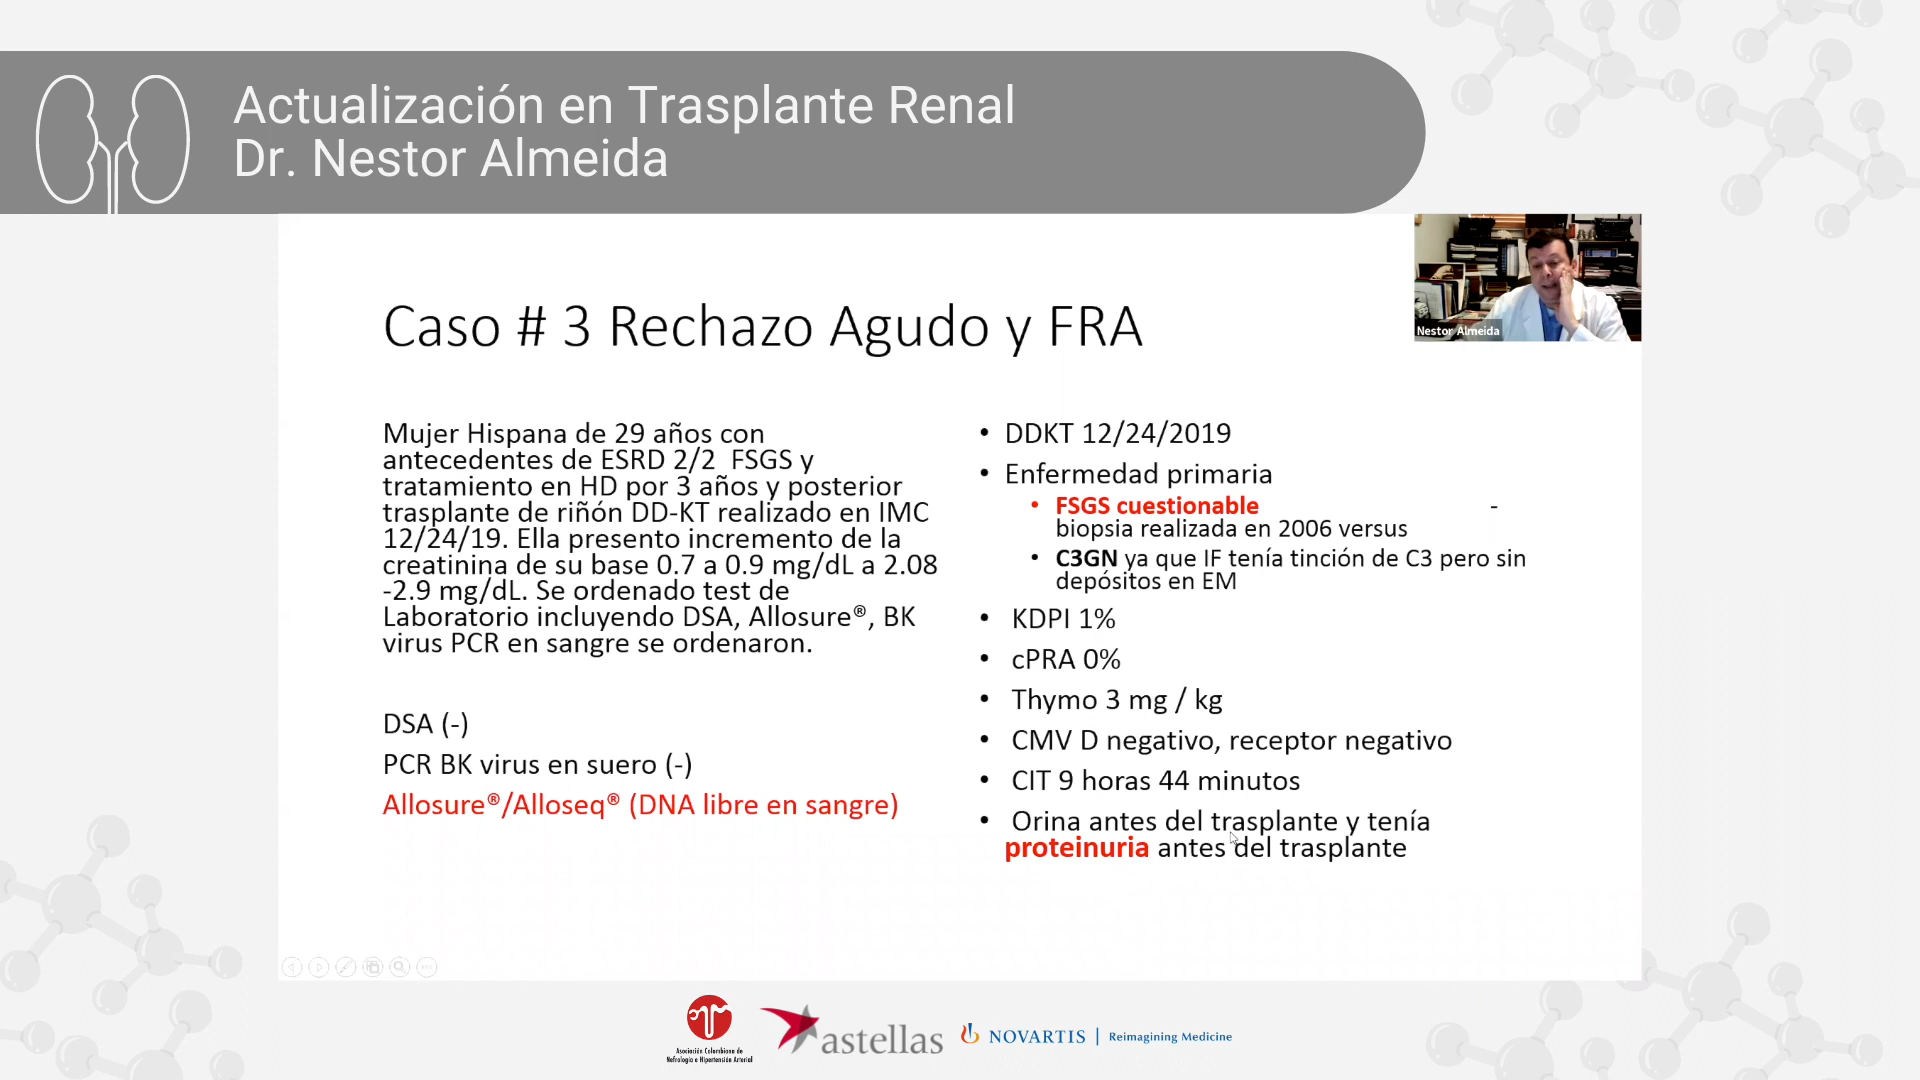 Actualización en Trasplante Renal
Dr. Nestor Almeida
Nestor Almeida
Caso # 3 Rechazo Agudo y FRA
Mujer Hispana de 29 años con
antecedentes de ESRD 2/2 FSGS y
tratamiento en HD por 3 años y posterior
trasplante de riñón DD-KT realizado en IMC
12/24/19. Ella presento incremento de la
creatinina de su base 0.7 a 0.9 mg/dL a 2.08
-2.9 mg/dL. Se ordenado test de
Laboratorio incluyendo DSA, Allosure®, BK
virus PCR en sangre se ordenaron.
DSA (-)
PCR BK virus en suero (-)
Allosure®/Alloseq® (DNA libre en sangre)
• DDKT 12/24/2019
• Enfermedad primaria
• FSGS cuestionable -
biopsia realizada en 2006 versus
• C3GN ya que IF tenía tinción de C3 pero sin
depósitos en EM
• KDPI 1%
• cPRA 0%
• Thymo 3 mg / kg
• CMV D negativo, receptor negativo
• CIT 9 horas 44 minutos
• Orina antes del trasplante y tenía
proteinuria antes del trasplante
Asociación Colombiana de
Nefrología e Hipertensión Arterial
astellas
NOVARTIS | Reimagining Medicine